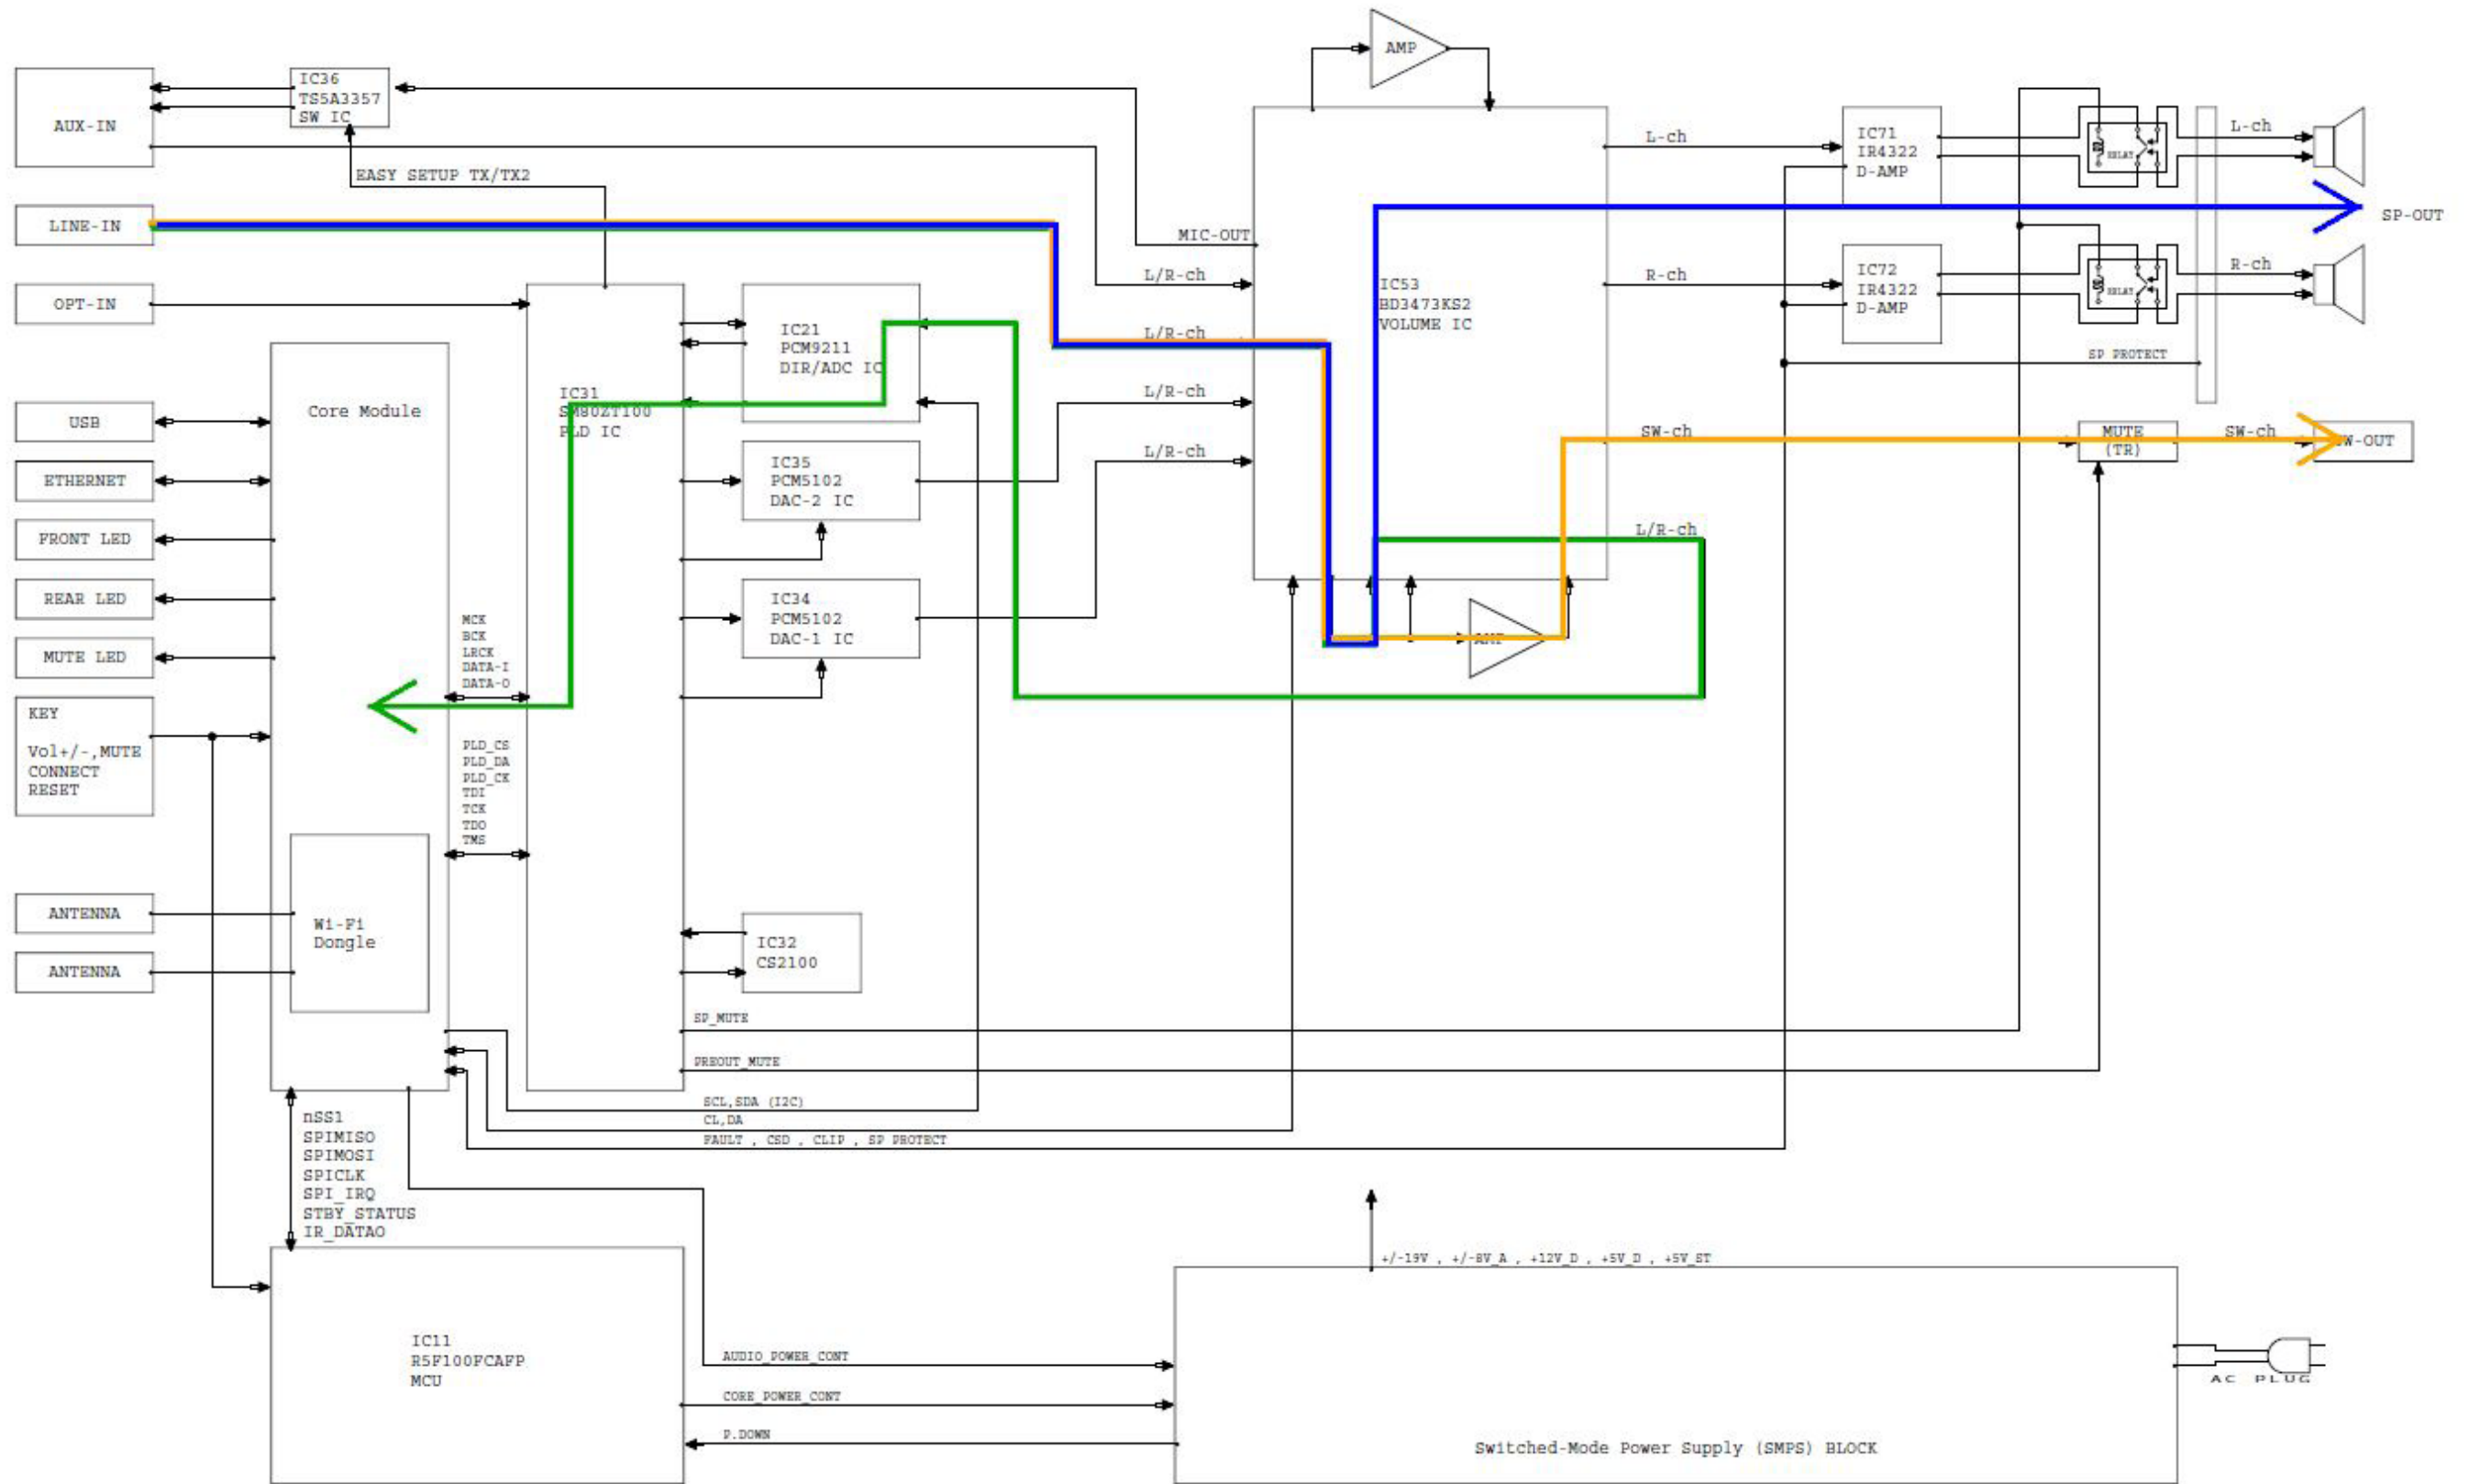 AMP
IC36
TS5A3357
SW IC
AUX-IN
EASY SETUP TX/TX2
LINE-IN
OPT-IN
MIC-OUT
L/R-ch
L/R-ch
L/R-ch
L/R-ch
IC53
BD3473KS2
VOLUME IC
L-ch
IC71
IR4322
D-AMP
RELAY
L-ch
SP-OUT
R-ch
IC72
IR4322
D-AMP
RELAY
R-ch
SP PROTECT
SW-ch
MUTE
(TR)
SW-ch
W-OUT
L/R-ch
AMP
IC21
PCM9211
DIR/ADC IC
IC31
SM80ZT100
PLD IC
IC35
PCM5102
DAC-2 IC
IC34
PCM5102
DAC-1 IC
Core Module
USB
ETHERNET
FRONT LED
REAR LED
MUTE LED
KEY
Vol+/-,MUTE
CONNECT
RESET
MCK
BCK
LRCK
DATA-I
DATA-O
PLD_CS
PLD_DA
PLD_CK
TDI
TCK
TDO
TMS
ANTENNA
ANTENNA
Wi-Fi
Dongle
IC32
CS2100
SP_MUTE
PREOUT_MUTE
SCL,SDA (I2C)
CL,DA
FAULT , CSD , CLIP , SP PROTECT
nSS1
SPIMISO
SPIMOSI
SPICLK
SPI_IRQ
STBY_STATUS
IR_DATAO
IC11
R5F100FCAFP
MCU
AUDIO_POWER_CONT
CORE_POWER_CONT
P.DOWN
+/-19V , +/-8V_A , +12V_D , +5V_D , +5V_ST
AC PLUG
Switched-Mode Power Supply (SMPS) BLOCK